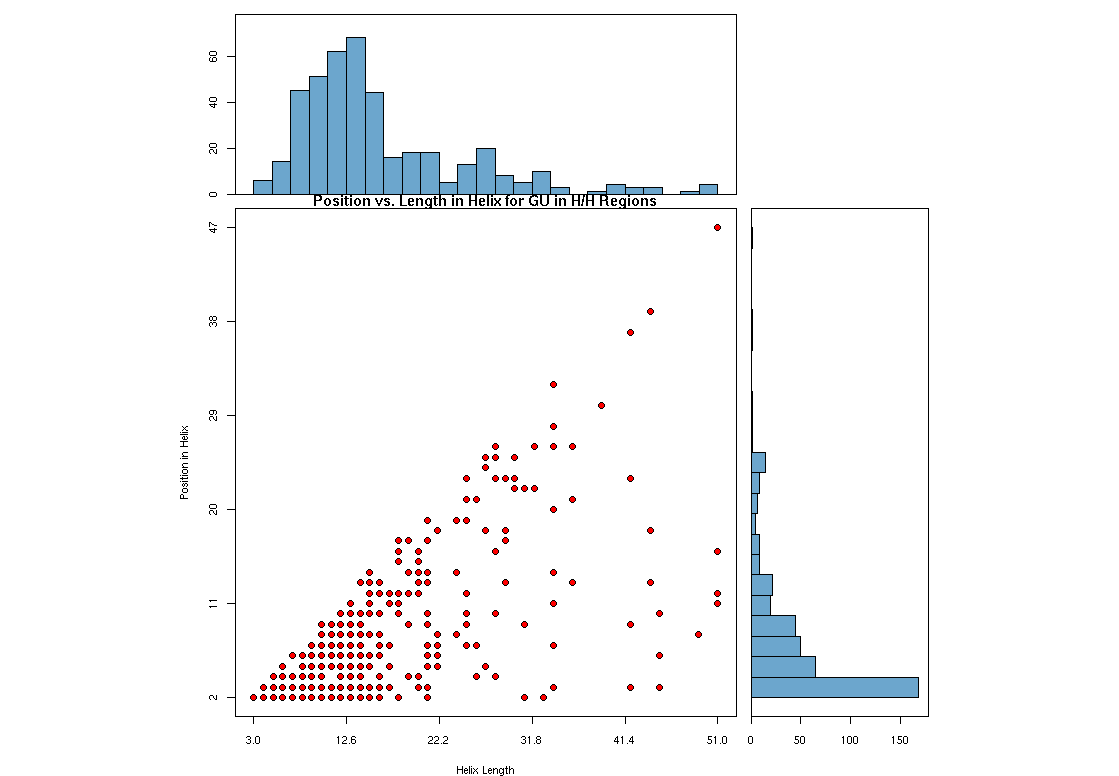 60
40
20
0
Position vs. Length in Helix for GU in H/H Regions
47
38
29
20
11
2
Position in Helix
3.0 12.6 22.2 31.8 41.4 51.0
Helix Length
0 50 100 150